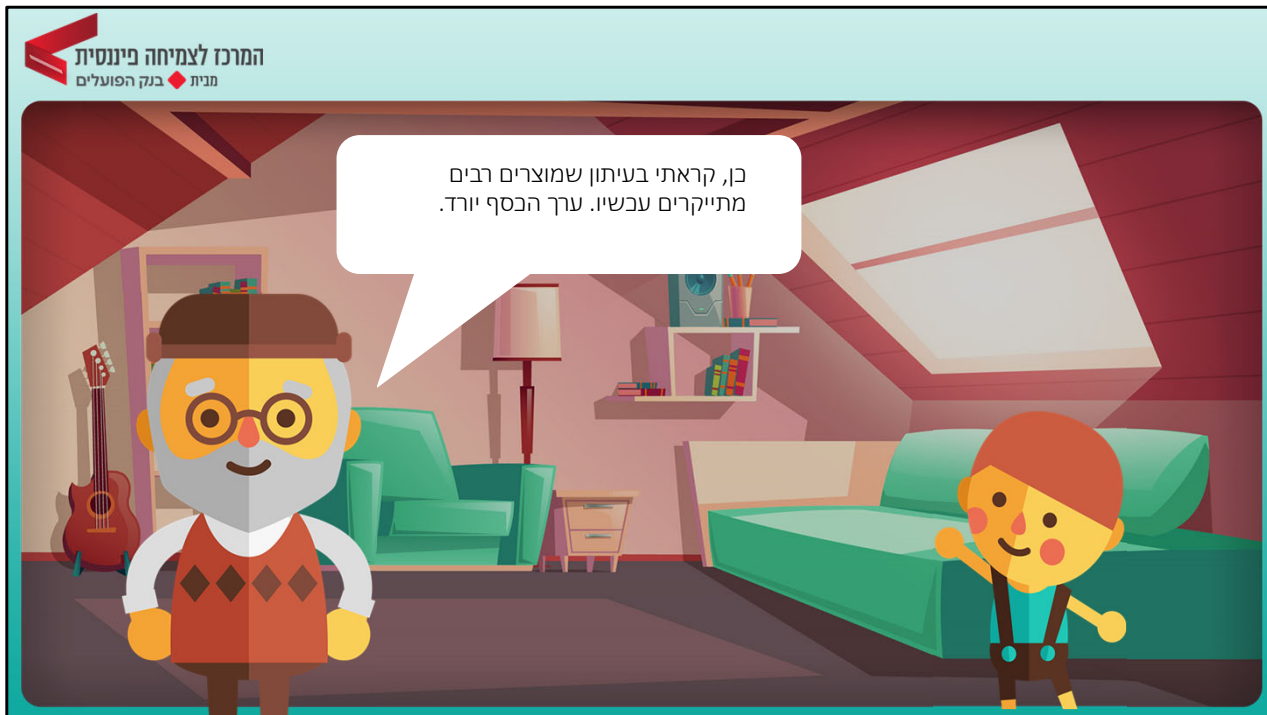 המרכז לצמיחה פיננסית
מבית בנק הפועלים
כן, קראתי בעיתון שמוצרים רבים
מתייקרים עכשיו. ערך הכסף יורד.